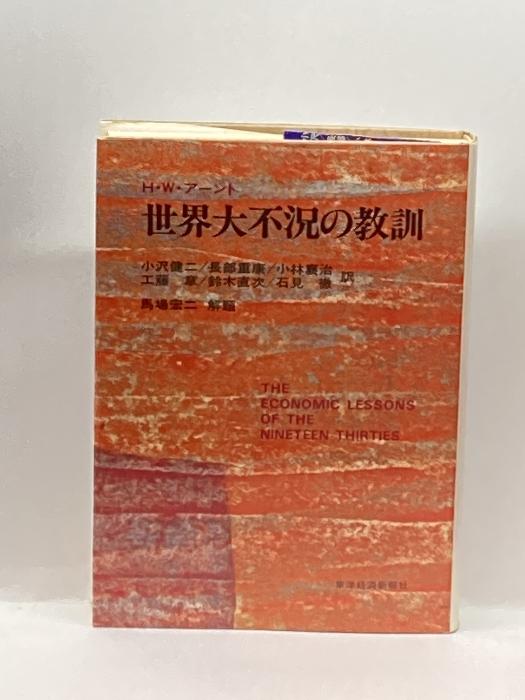 H・W・アーント
世界大不況の教訓
小沢健二/長部重康/小林襄治
工藤 章/鈴木直次/石見 徹 訳
馬場宏二 解題
THE
ECONOMIC LESSONS
OF THE
NINETEEN THIRTIES
東洋経済新報社